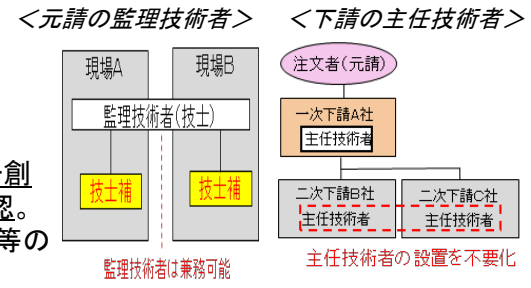 ＜元請の監理技術者＞
＜下請の主任技術者＞
現場A
現場B
監理技術者(技士)
技士補
技士補
監理技術者は兼務可能
注文者(元請)
一次下請A社
主任技術者
二次下請B社
主任技術者
二次下請C社
主任技術者
主任技術者の設置を不要化
創
認。
等の